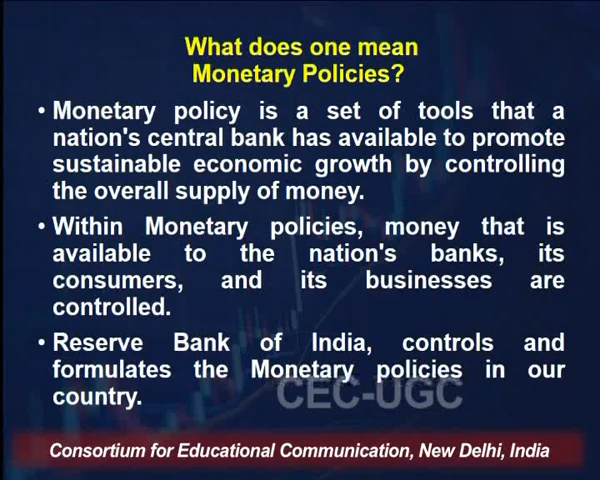 What does one mean
Monetary Policies?
• Monetary policy is a set of tools that a
nation's central bank has available to promote
sustainable economic growth by controlling
the overall supply of money.
• Within Monetary policies, money that is
available to the nation's banks, its
consumers, and its businesses are
controlled.
• Reserve Bank of India, controls and
formulates the Monetary policies in our
country.
CEC-UGC
Consortium for Educational Communication, New Delhi, India